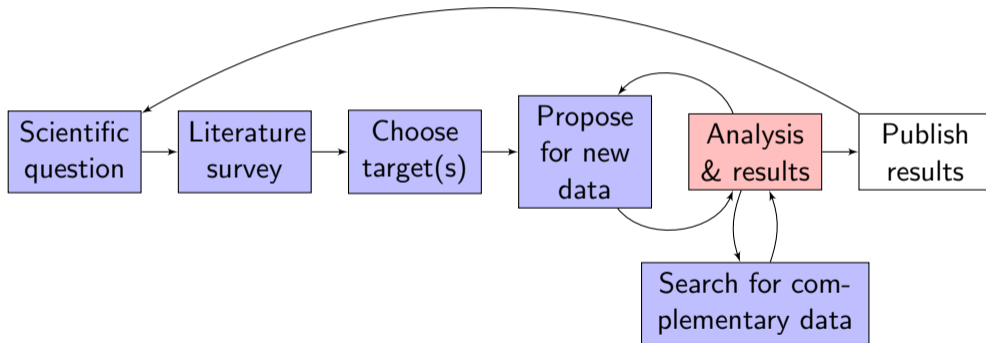 Scientific
question
Literature
survey
Choose
target(s)
Propose
for new
data
Analysis
& results
Publish
results
Search for com-
plementary data